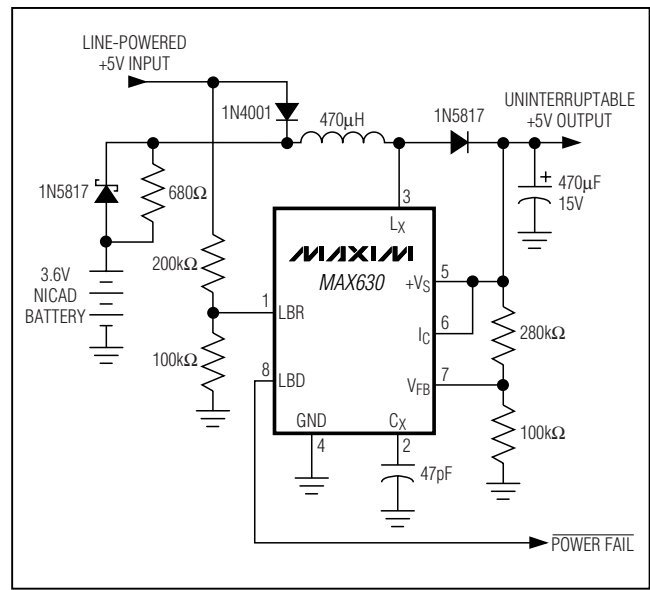 LINE-POWERED
+5V INPUT
1N4001
470μH
1N5817
UNINTERRUPTABLE
+5V OUTPUT
1N5817
680Ω
+
470μF
15V
3
LX
MAXIM
MAX630
3.6V
NICAD
BATTERY
200kΩ
5
+VS
1
LBR
6
IC
280kΩ
100kΩ
8
LBD
7
VFB
GND
CX
100kΩ
4
2
47pF
POWER FAIL